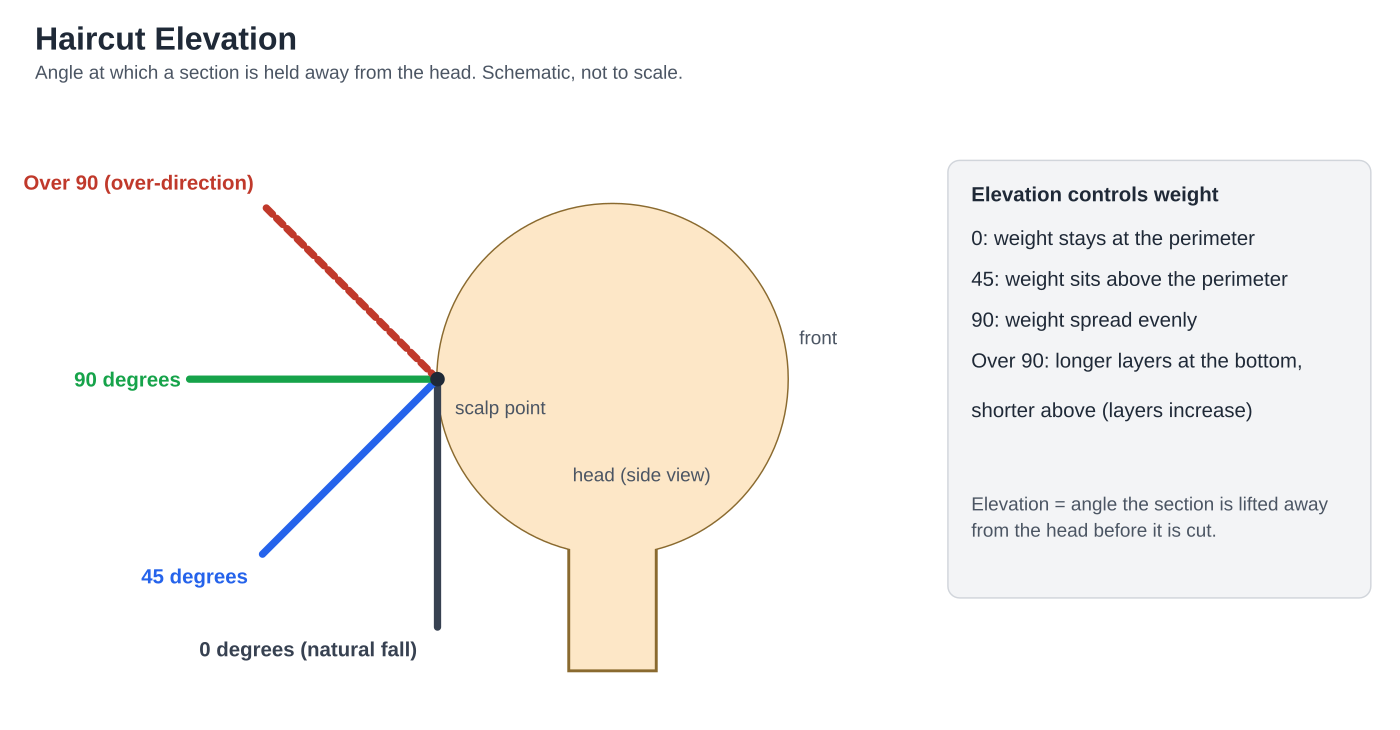 Haircut Elevation
Angle at which a section is held away from the head. Schematic, not to scale.
Over 90 (over-direction)
90 degrees
45 degrees
0 degrees (natural fall)
scalp point
head (side view)
front
Elevation controls weight
0: weight stays at the perimeter
45: weight sits above the perimeter
90: weight spread evenly
Over 90: longer layers at the bottom,
shorter above (layers increase)
Elevation = angle the section is lifted away
from the head before it is cut.